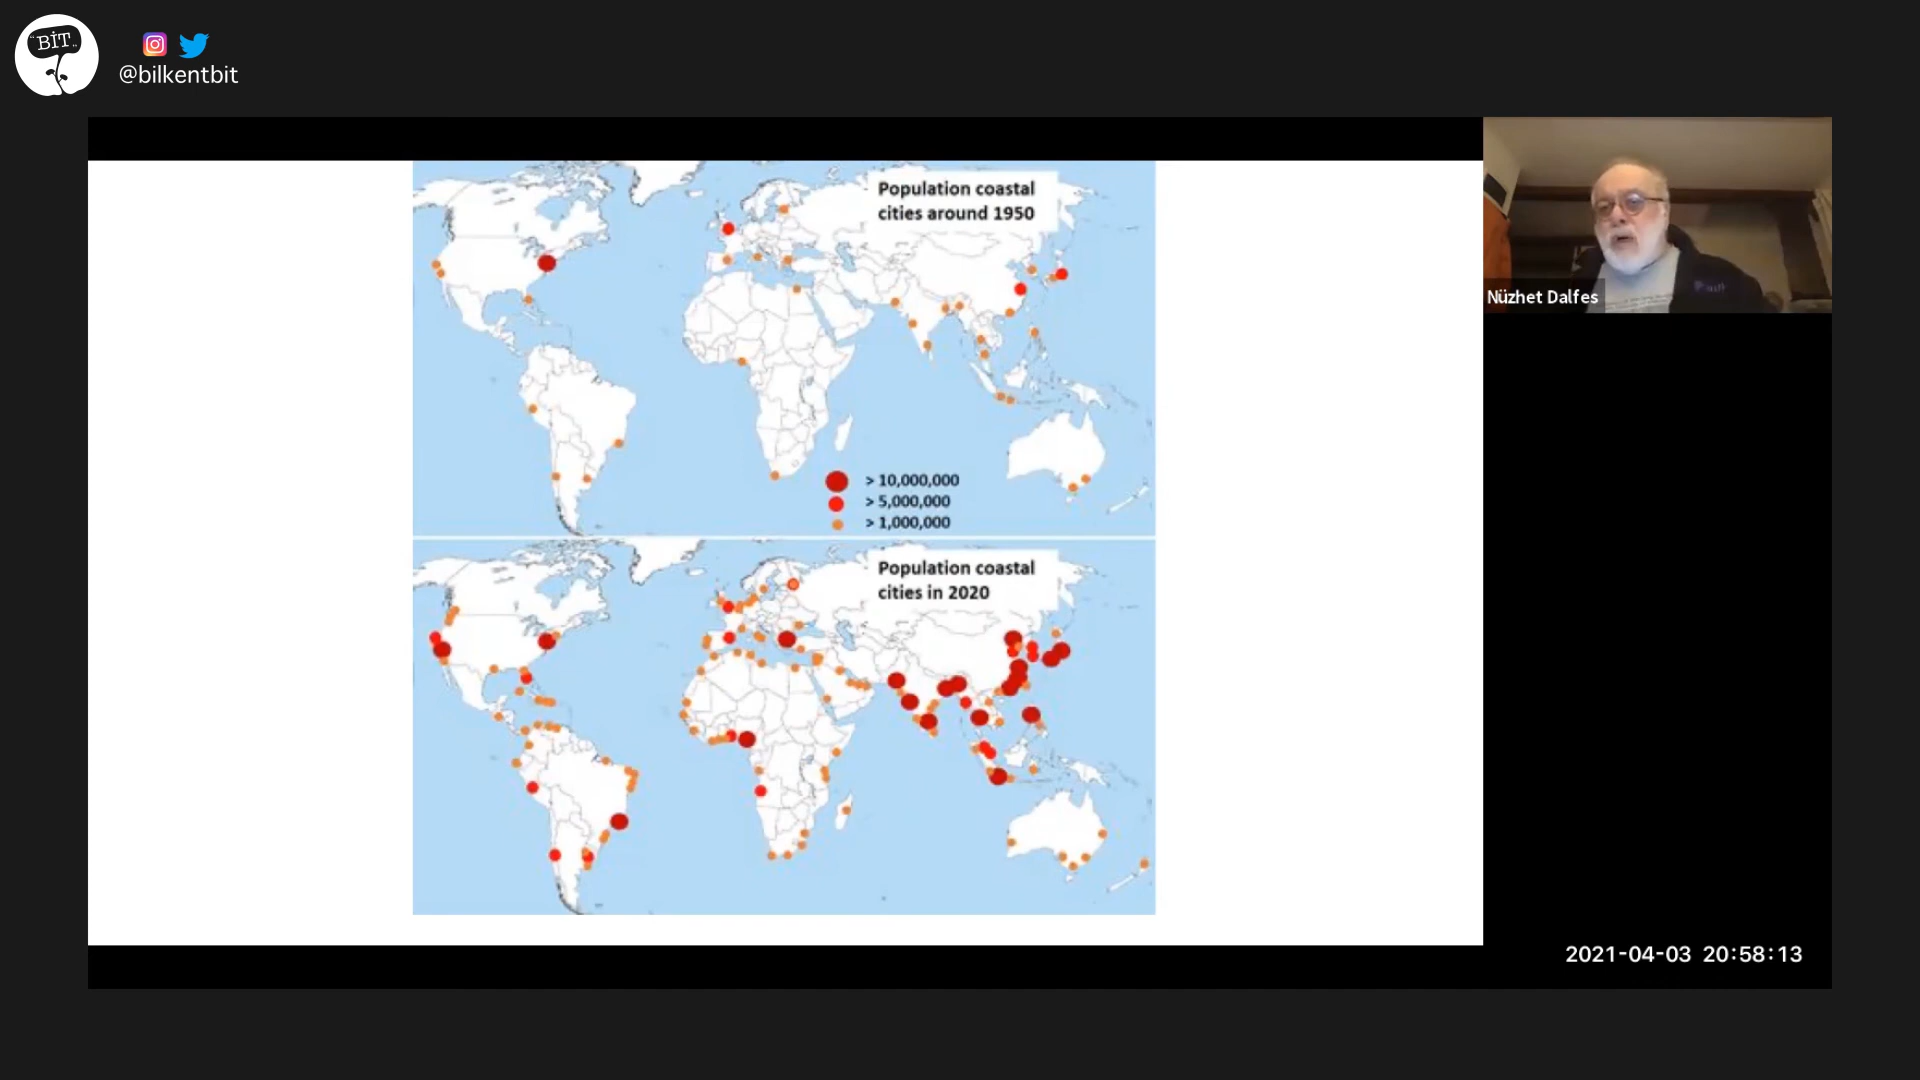 BİT
@bilkentbit
Population coastal
cities around 1950
> 10,000,000
> 5,000,000
> 1,000,000
Population coastal
cities in 2020
Nüzhet Dalfes
2021-04-03 20:58:13